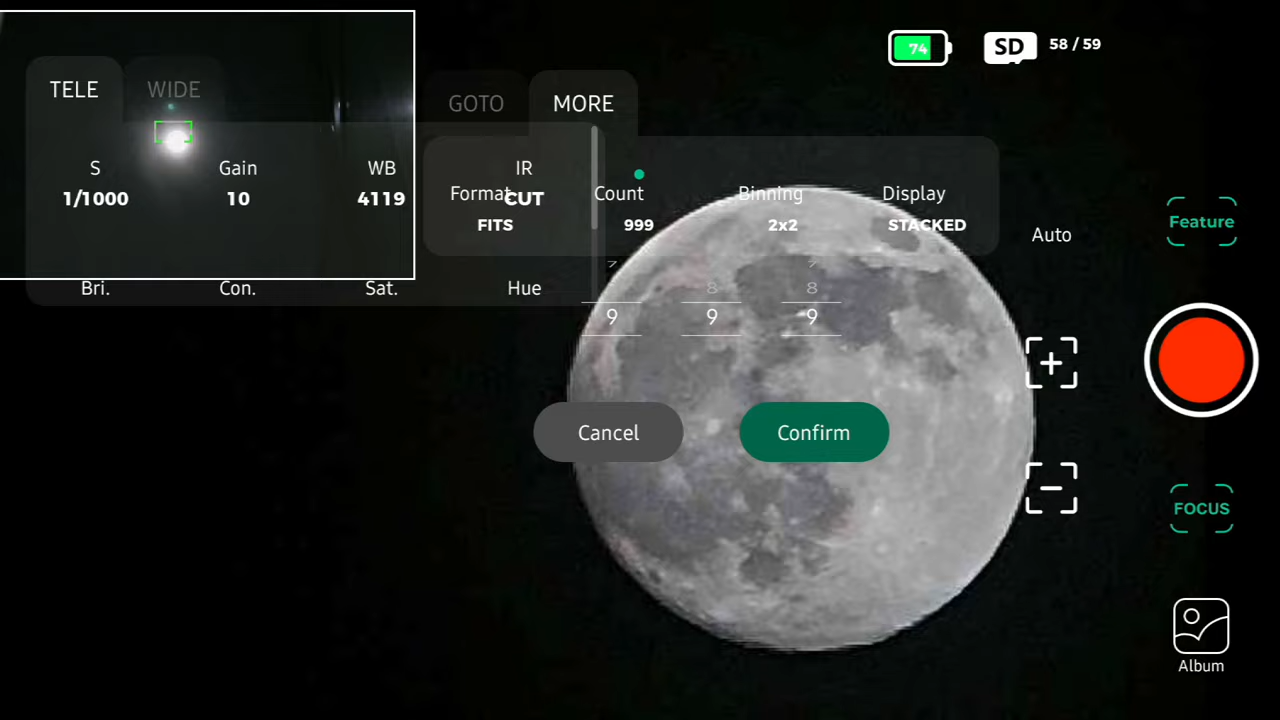 74
SD
58 / 59
TELE
WIDE
GOTO
MORE
S
Gain
WB
IR
1/1000
10
4119
CUT
Format
Count
Binning
Display
FITS
999
2x2
STACKED
Auto
Feature
Bri.
Con.
Sat.
Hue
7
7
8
8
9
9
9
Cancel
Confirm
FOCUS
Album